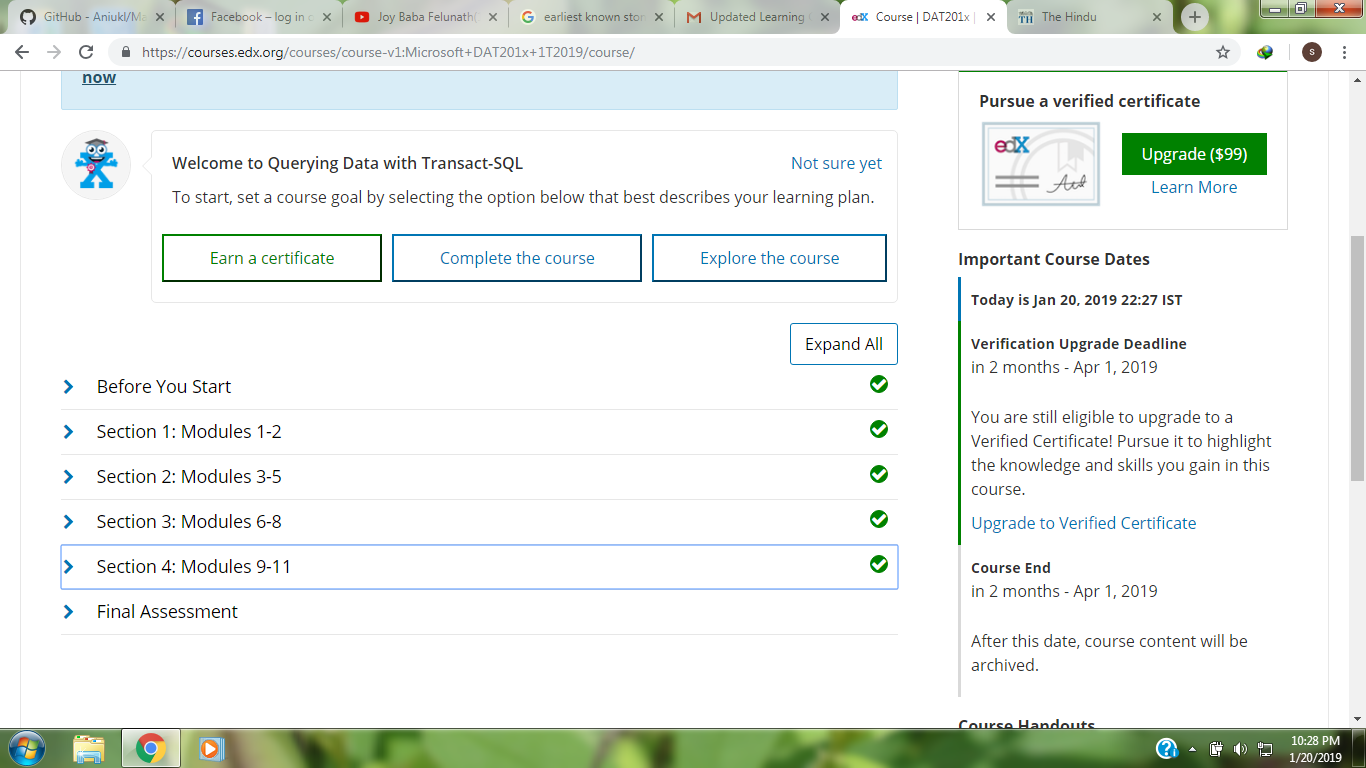 GitHub - Aniukl/Ma
Facebook – log in o
Joy Baba Felunath(
earliest known ston
Updated Learning
edX Course | DAT201x |
TH The Hindu
https://courses.edx.org/courses/course-v1:Microsoft+DAT201x+1T2019/course/
S
now
Welcome to Querying Data with Transact-SQL
Not sure yet
To start, set a course goal by selecting the option below that best describes your learning plan.
Earn a certificate
Complete the course
Explore the course
Expand All
Before You Start
Section 1: Modules 1-2
Section 2: Modules 3-5
Section 3: Modules 6-8
Section 4: Modules 9-11
Final Assessment
Pursue a verified certificate
edX
Upgrade ($99)
Learn More
Important Course Dates
Today is Jan 20, 2019 22:27 IST
Verification Upgrade Deadline
in 2 months - Apr 1, 2019
You are still eligible to upgrade to a
Verified Certificate! Pursue it to highlight
the knowledge and skills you gain in this
course.
Upgrade to Verified Certificate
Course End
in 2 months - Apr 1, 2019
After this date, course content will be
archived.
Course Handouts
10:28 PM
1/20/2019